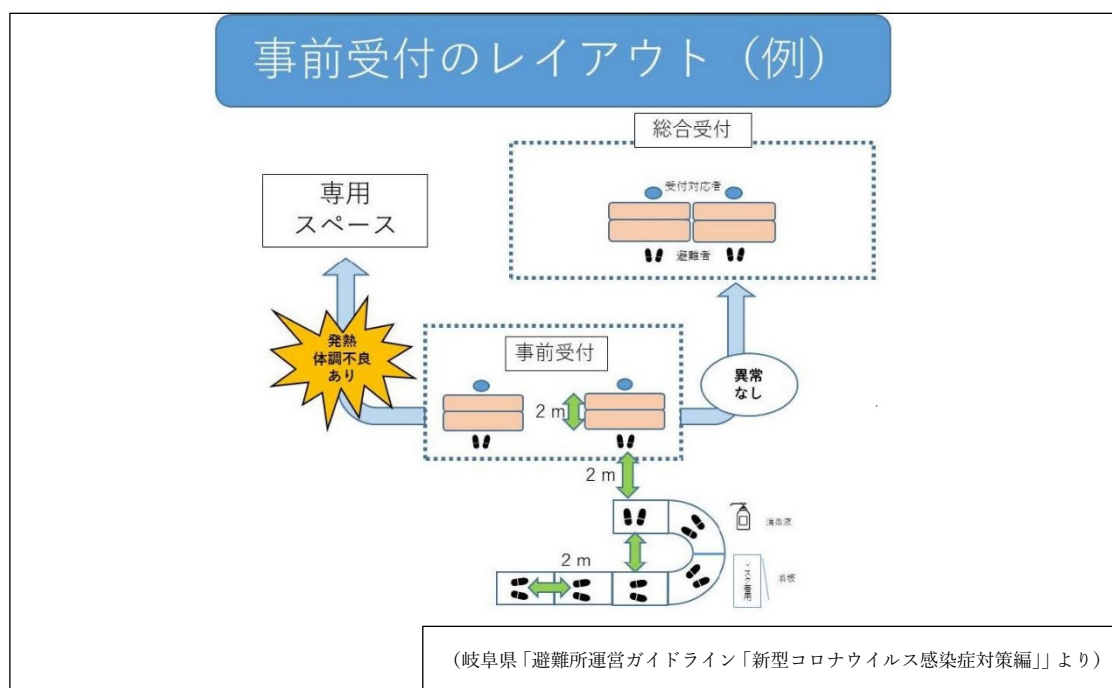 事前受付のレイアウト（例）
総合受付
受付対応者
避難者
専用
スペース
発熱
体調不良
あり
事前受付
異常
なし
2 m
2 m
2 m
消毒液
マスク着用
看板
（岐阜県「避難所運営ガイドライン「新型コロナウイルス感染症対策編」」より）